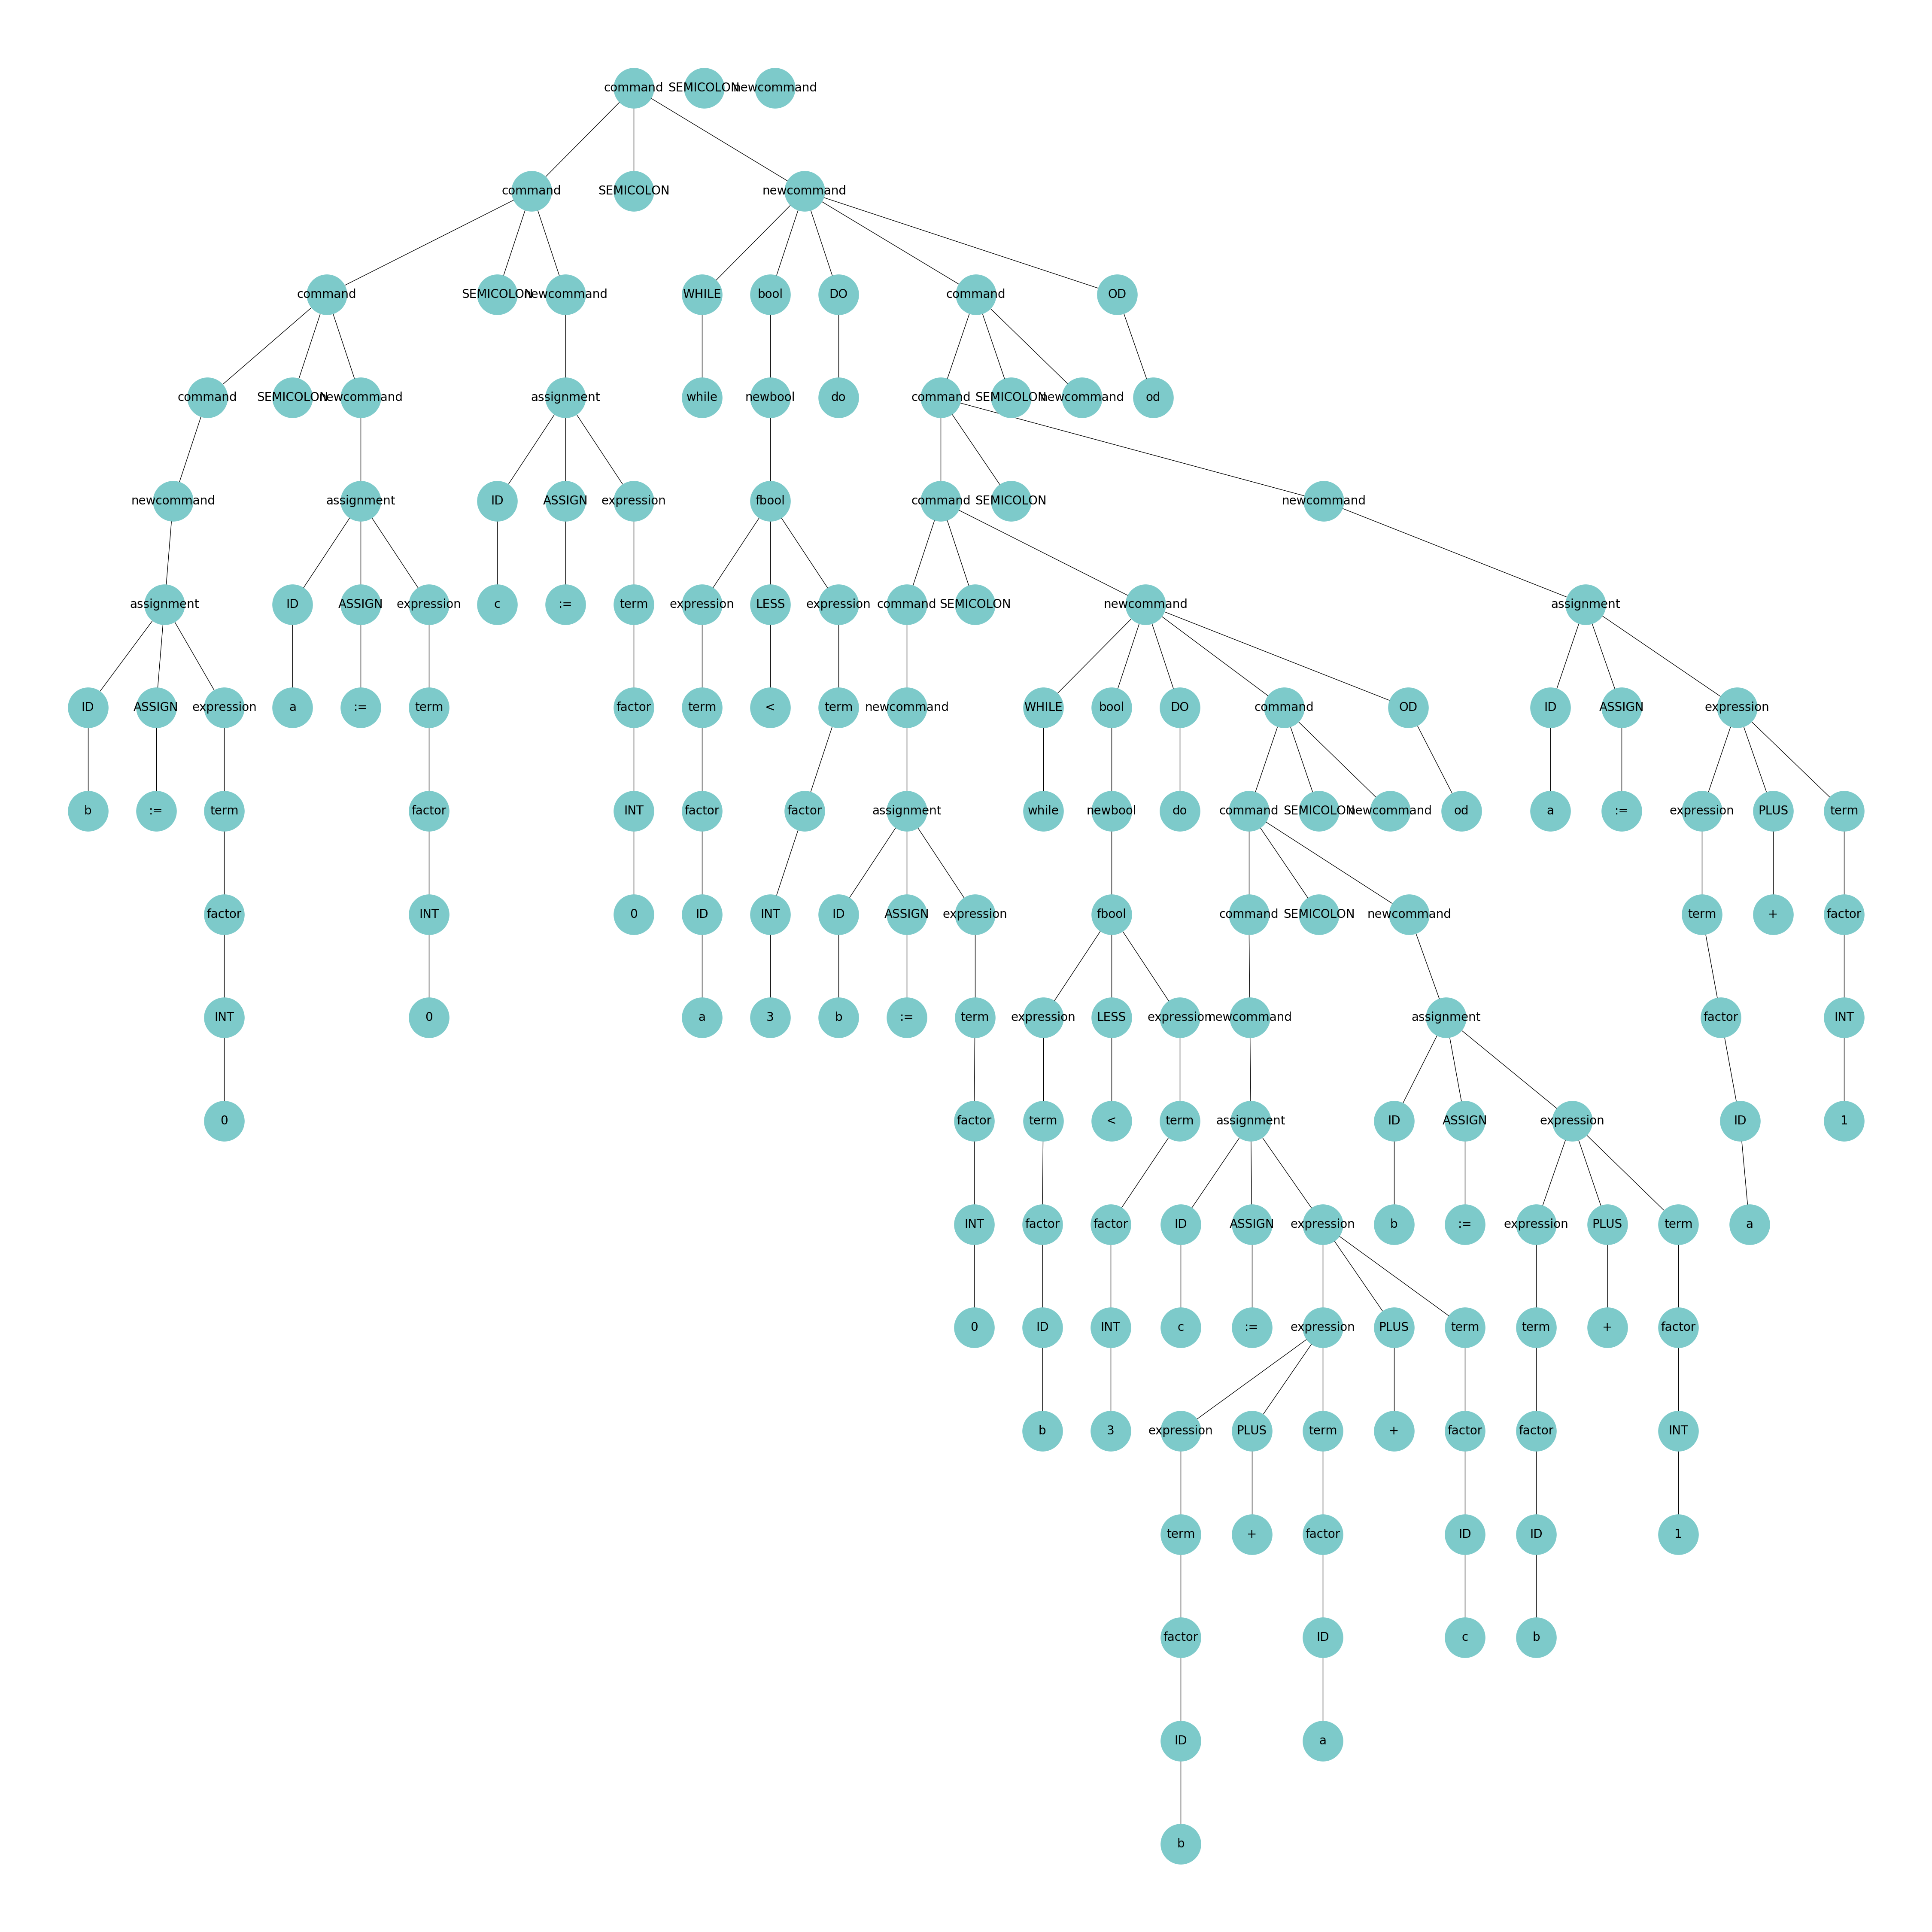 command SEMICOLON newcommand
command SEMICOLON newcommand
command SEMICOLON newcommand WHILE bool DO command OD
command SEMICOLON newcommand assignment while newbool do command SEMICOLON newcommand od
newcommand assignment ID ASSIGN expression fbool command SEMICOLON newcommand
assignment ID ASSIGN expression c := term expression LESS expression command SEMICOLON newcommand assignment
ID ASSIGN expression a := term factor term < term newcommand WHILE bool DO command OD ID ASSIGN expression
b := term factor INT factor factor assignment while newbool do command SEMICOLON newcommand od a := expression PLUS term
factor INT 0 ID INT ID ASSIGN expression fbool command SEMICOLON newcommand term + factor
INT 0 a 3 b := term expression LESS expression newcommand assignment factor INT
0 factor term < term assignment ID ASSIGN expression ID 1
INT factor factor ID ASSIGN expression b := expression PLUS term a
0 ID INT c := expression PLUS term term + factor
b 3 expression PLUS term + factor factor INT
term + factor ID ID 1
factor ID c b
ID a
b